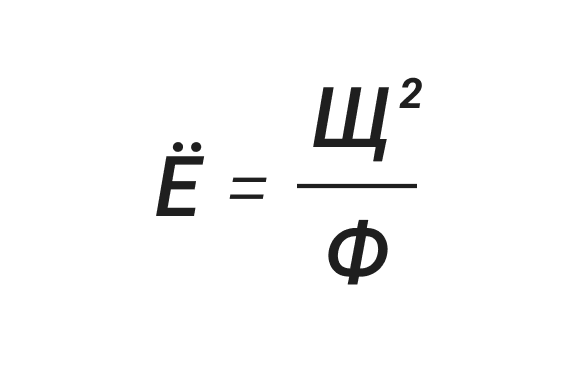 Ё = Щ²
Ф